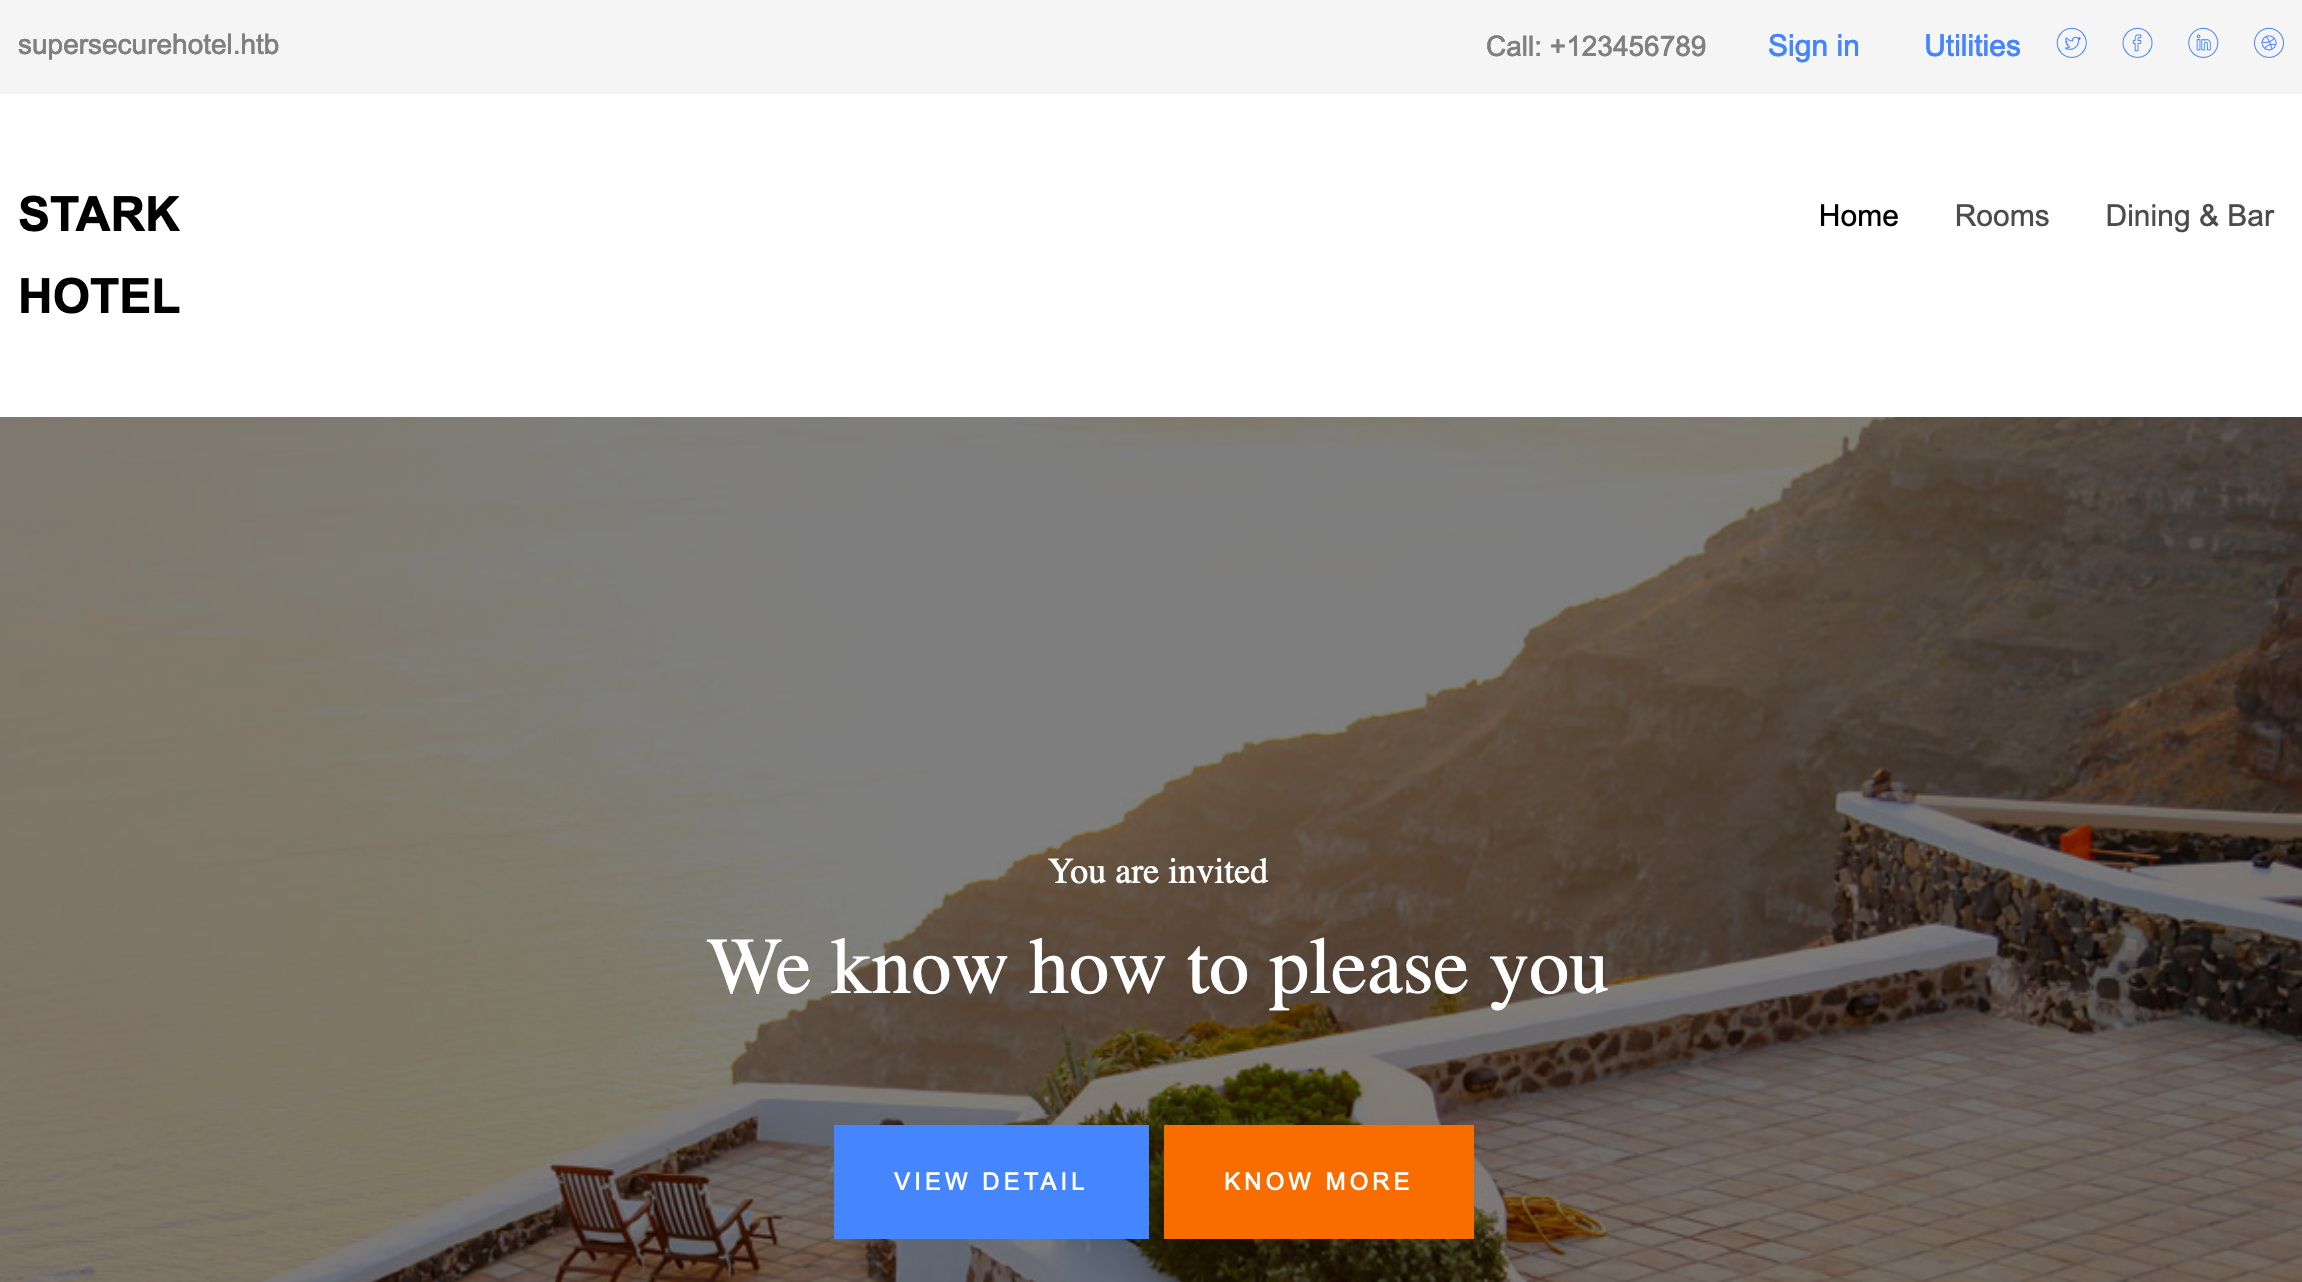 supersecurehotel.htb
Call: +123456789 Sign in Utilities
STARK
HOTEL
Home Rooms Dining & Bar
You are invited
We know how to please you
VIEW DETAIL KNOW MORE